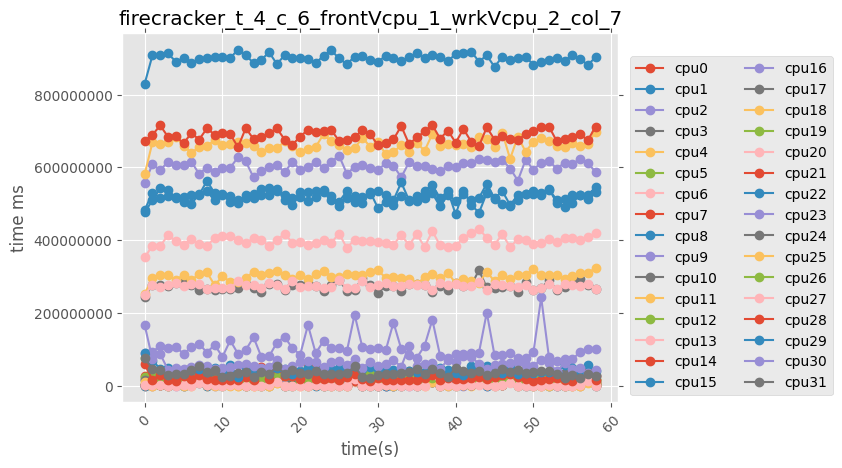 firecracker_t_4_c_6_frontVcpu_1_wrkVcpu_2_col_7
time ms
800000000
600000000
400000000
200000000
0
0
10
20
30
40
50
60
time(s)
cpu0
cpu1
cpu2
cpu3
cpu4
cpu5
cpu6
cpu7
cpu8
cpu9
cpu10
cpu11
cpu12
cpu13
cpu14
cpu15
cpu16
cpu17
cpu18
cpu19
cpu20
cpu21
cpu22
cpu23
cpu24
cpu25
cpu26
cpu27
cpu28
cpu29
cpu30
cpu31